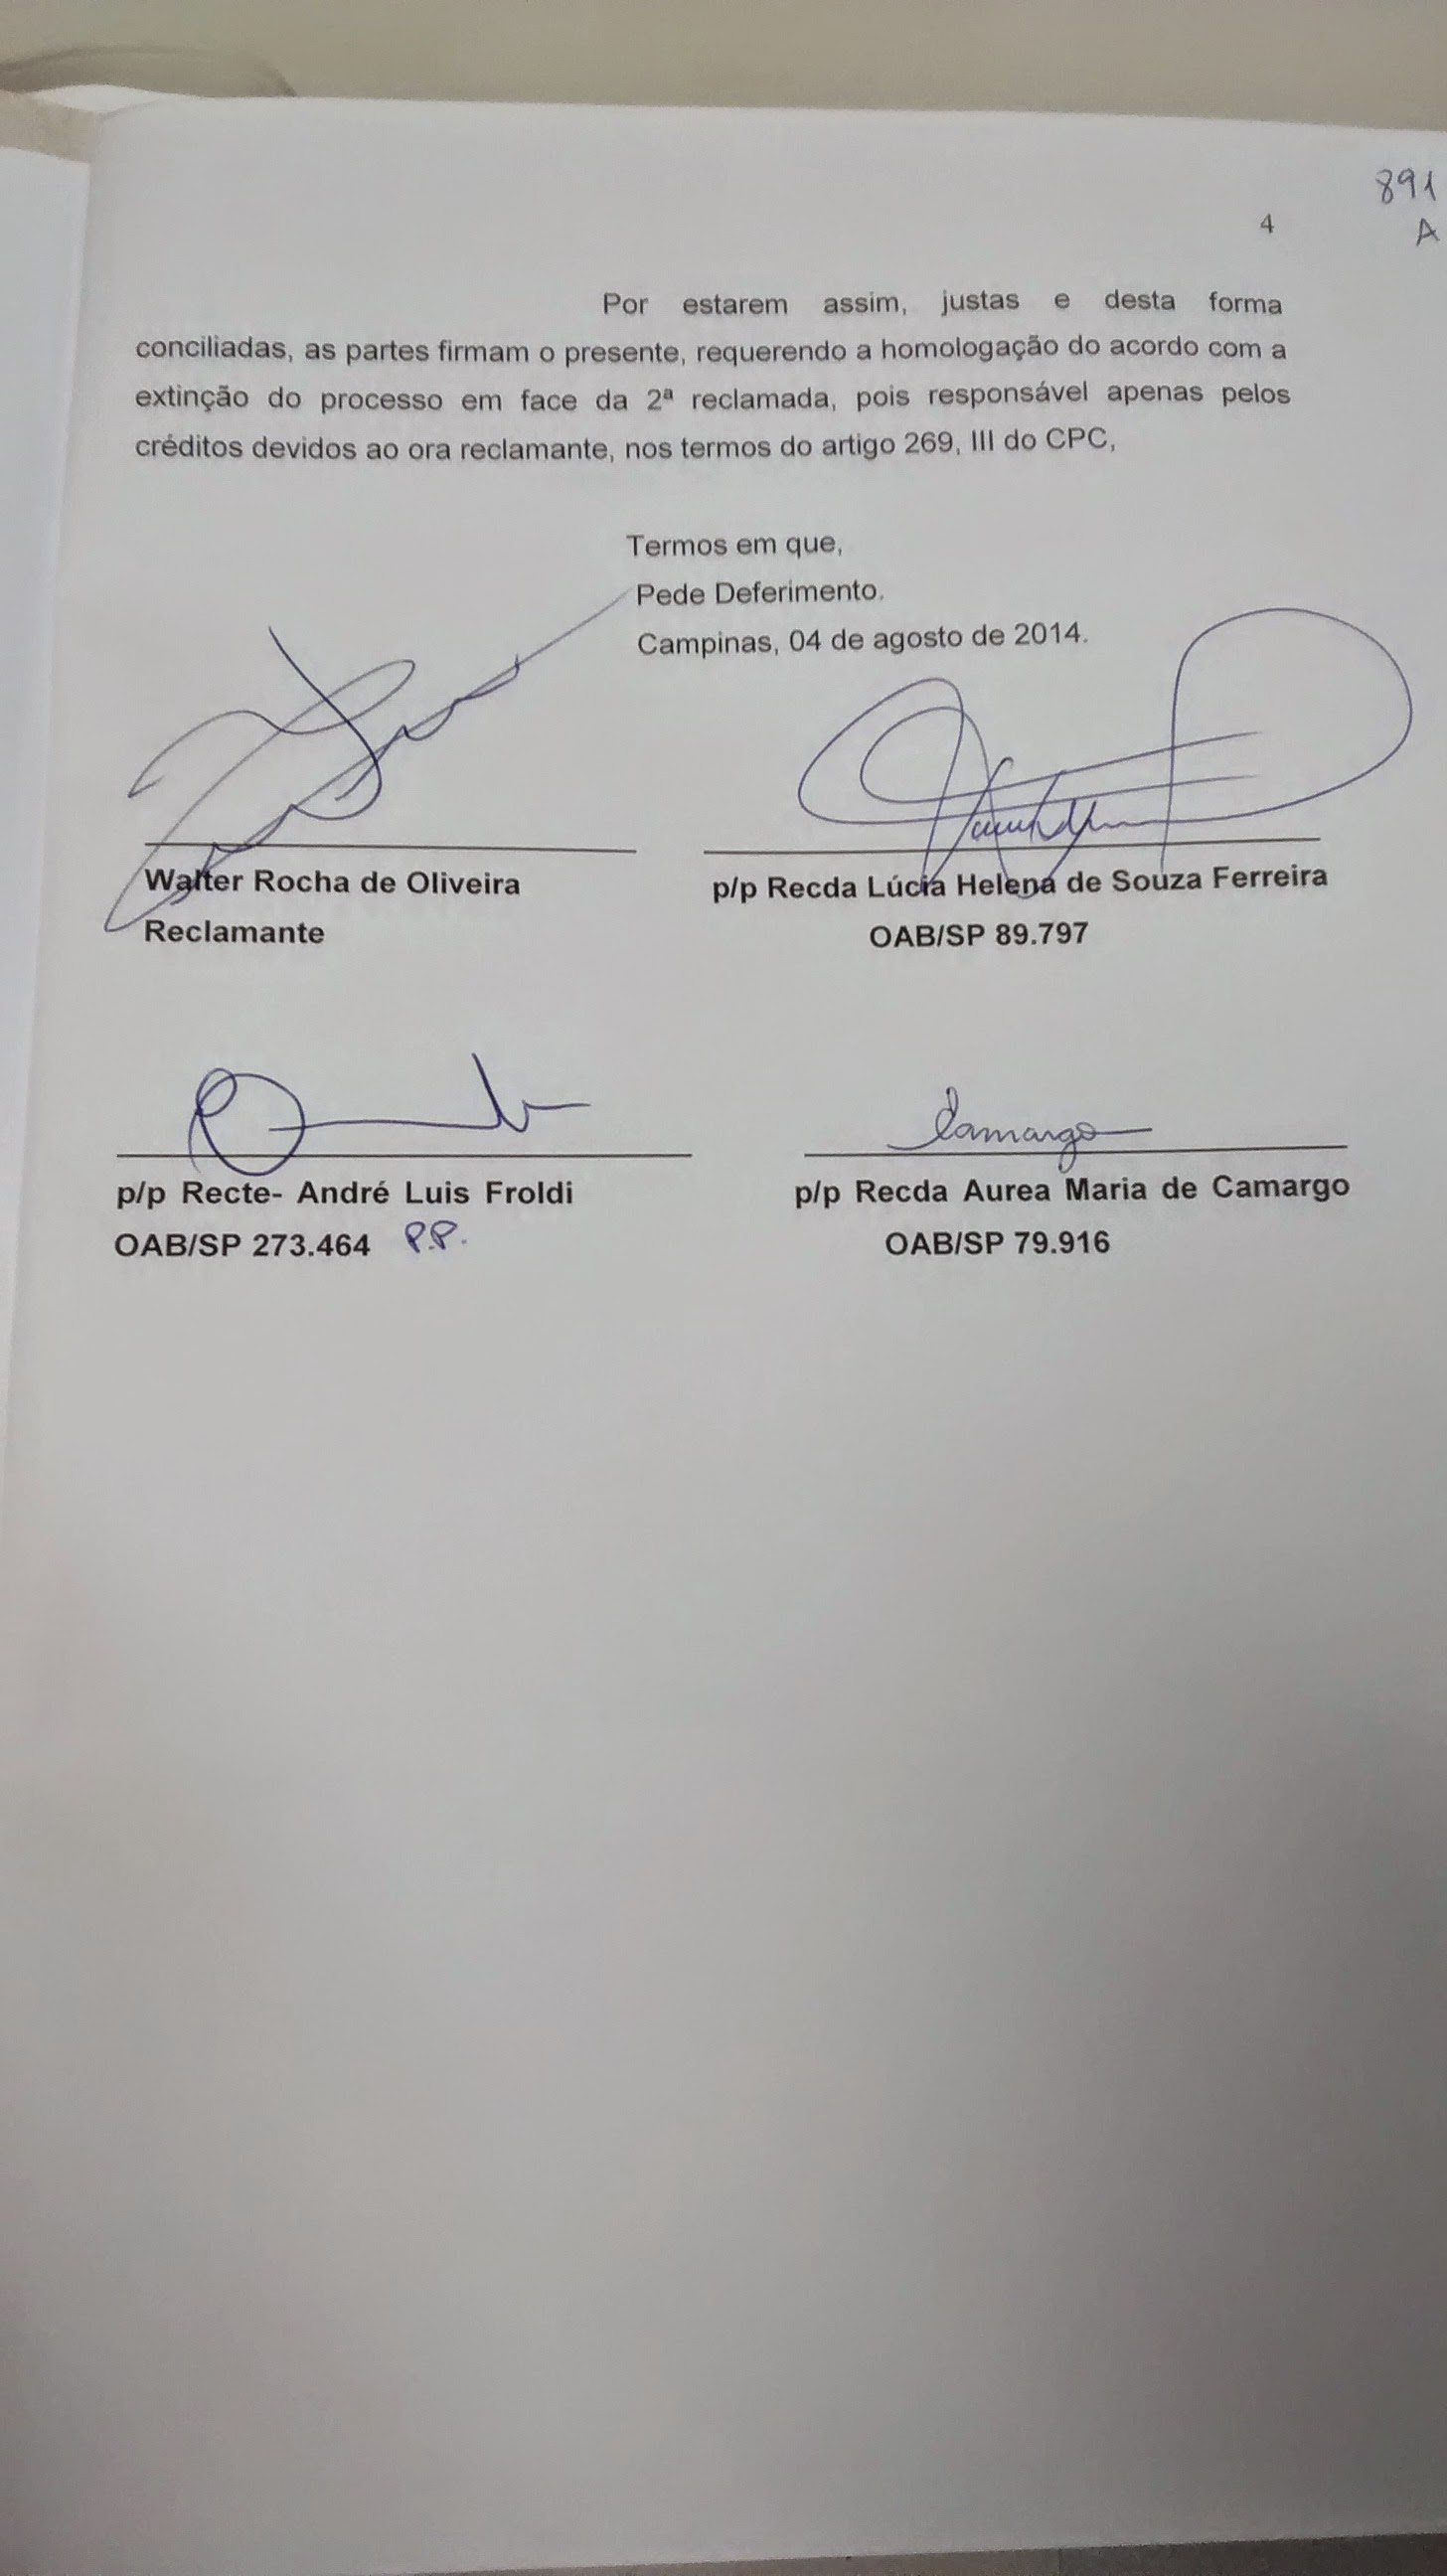 891
4
A
Por estarem assim, justas e desta forma
conciliadas, as partes firmam o presente, requerendo a homologação do acordo com a
extinção do processo em face da 2ª reclamada, pois responsável apenas pelos
créditos devidos ao ora reclamante, nos termos do artigo 269, III do CPC,
Termos em que,
Pede Deferimento.
Campinas, 04 de agosto de 2014.
Walter Rocha de Oliveira
Reclamante
p/p Recda Lúcia Helena de Souza Ferreira
OAB/SP 89.797
Camargo
p/p Recte- André Luis Froldi
OAB/SP 273.464 P.P.
p/p Recda Aurea Maria de Camargo
OAB/SP 79.916